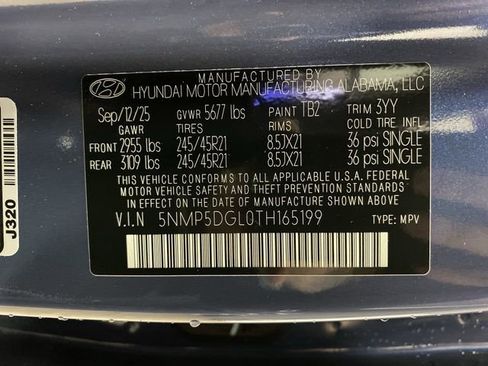 MANUFACTURED BY
HYUNDAI MOTOR MANUFACTURING ALABAMA, LLC
Sep/12/25 GVWR 5677 lbs PAINT TB2 TRIM 3YY
GAWR TIRES RIMS COLD TIRE INFL.
FRONT 2955 lbs 245/45R21 8.5JX21 36 psi SINGLE
REAR 3109 lbs 245/45R21 8.5JX21 36 psi SINGLE
THIS VEHICLE CONFORMS TO ALL APPLICABLE U.S.A. FEDERAL
MOTOR VEHICLE SAFETY AND THEFT PREVENTION STANDARDS
IN EFFECT ON THE DATE OF MANUFACTURE SHOWN ABOVE
V.I.N 5NMP5DGL0TH165199 TYPE: MPV
J320